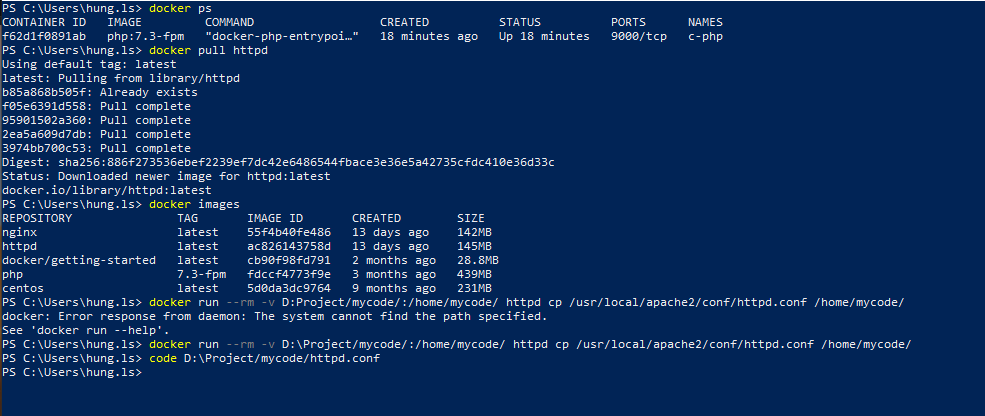 PS C:\Users\hung.ls> docker ps
CONTAINER ID   IMAGE         COMMAND                  CREATED          STATUS          PORTS      NAMES
f62d1f0891ab   php:7.3-fpm   "docker-php-entrypoi…"   18 minutes ago   Up 18 minutes   9000/tcp   c-php
PS C:\Users\hung.ls> docker pull httpd
Using default tag: latest
latest: Pulling from library/httpd
b85a868b505f: Already exists
f05e6391d558: Pull complete
95901502a360: Pull complete
2ea5a609d7db: Pull complete
3974bb700c53: Pull complete
Digest: sha256:886f273536ebef2239ef7dc42e6486544fbace3e36e5a42735cfdc410e36d33c
Status: Downloaded newer image for httpd:latest
docker.io/library/httpd:latest
PS C:\Users\hung.ls> docker images
REPOSITORY               TAG       IMAGE ID       CREATED        SIZE
nginx                    latest    55f4b40fe486   13 days ago    142MB
httpd                    latest    ac826143758d   13 days ago    145MB
docker/getting-started   latest    cb90f98fd791   2 months ago   28.8MB
php                      7.3-fpm   fdccf4773f9e   3 months ago   439MB
centos                   latest    5d0da3dc9764   9 months ago   231MB
PS C:\Users\hung.ls> docker run --rm -v D:Project/mycode/:/home/mycode/ httpd cp /usr/local/apache2/conf/httpd.conf /home/mycode/
docker: Error response from daemon: The system cannot find the path specified.
See 'docker run --help'.
PS C:\Users\hung.ls> docker run --rm -v D:Project/mycode/:/home/mycode/ httpd cp /usr/local/apache2/conf/httpd.conf /home/mycode/
PS C:\Users\hung.ls> code D:\Project/mycode/httpd.conf
PS C:\Users\hung.ls>